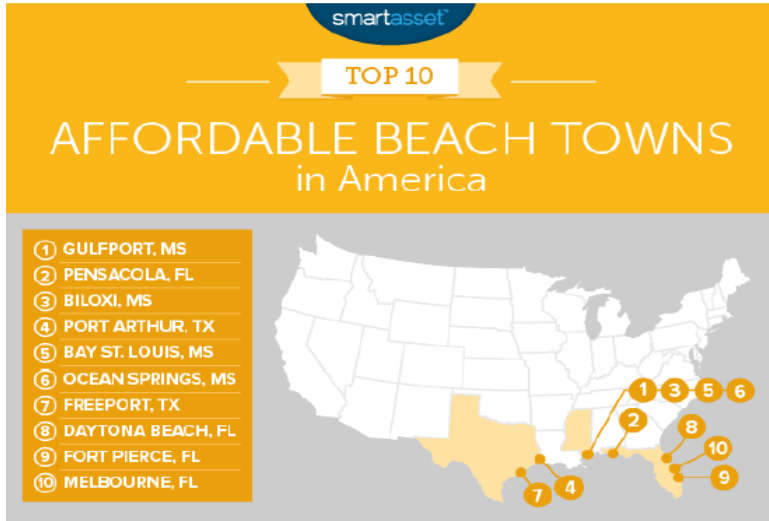 smartasset
TOP 10
AFFORDABLE BEACH TOWNS
in America
1 GULFPORT, MS
2 PENSACOLA, FL
3 BILOXI, MS
4 PORT ARTHUR, TX
5 BAY ST. LOUIS, MS
6 OCEAN SPRINGS, MS
7 FREEPORT, TX
8 DAYTONA BEACH, FL
9 FORT PIERCE, FL
10 MELBOURNE, FL
1 3 5 6
2
8
10
9
4
7